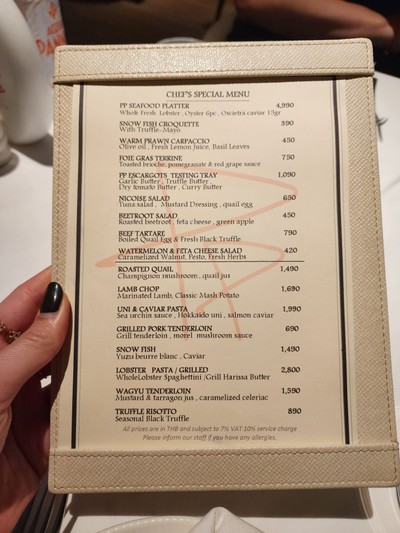 CHEF'S SPECIAL MENU
PP SEAFOOD PLATTER 4,990
Whole Fresh Lobster , Oyster 6pc , Oscietra caviar 15gr
SNOW FISH CROQUETTE 390
With Truffle-Mayo
WARM PRAWN CARPACCIO 450
Olive oil , Fresh Lemon Juice, Basil Leaves
FOIE GRAS TERRINE 750
Toasted brioche, pomegranate & red grape sauce
PP ESCARGOTS TESTING TRAY 1,090
Garlic Butter , Truffle Butter
Dry tomato Butter , Curry Butter
NICOISE SALAD 650
Tuna salad , Mustard Dressing , quail egg
BEETROOT SALAD 450
Roasted beetroot , feta cheese , green apple
BEEF TARTARE 790
Boiled Quail Egg & Fresh Black Truffle
WATERMELON & FETA CHEESE SALAD 420
Caramelized Walnut, Pesto, Fresh Herbs
ROASTED QUAIL 1,490
Champignon mushroom , quail jus
LAMB CHOP 1,690
Marinated Lamb, Classic Mash Potato
UNI & CAVIAR PASTA 1,990
Sea urchin sauce , Hokkaido uni , salmon caviar
GRILLED PORK TENDERLOIN 690
Grill tenderloin , morel mushroom sauce
SNOW FISH 1,490
Yuzu beurre blanc , Caviar
LOBSTER PASTA / GRILLED 2,800
WholeLobster Spaghettini /Grill Harissa Butter
WAGYU TENDERLOIN 1,590
Mustard & tarragon jus , caramelized celeriac
TRUFFLE RISOTTO 890
Seasonal Black Truffle
All prices are in THB and subject to 7% VAT 10% service charge
Please inform our staff if you have any allergies.